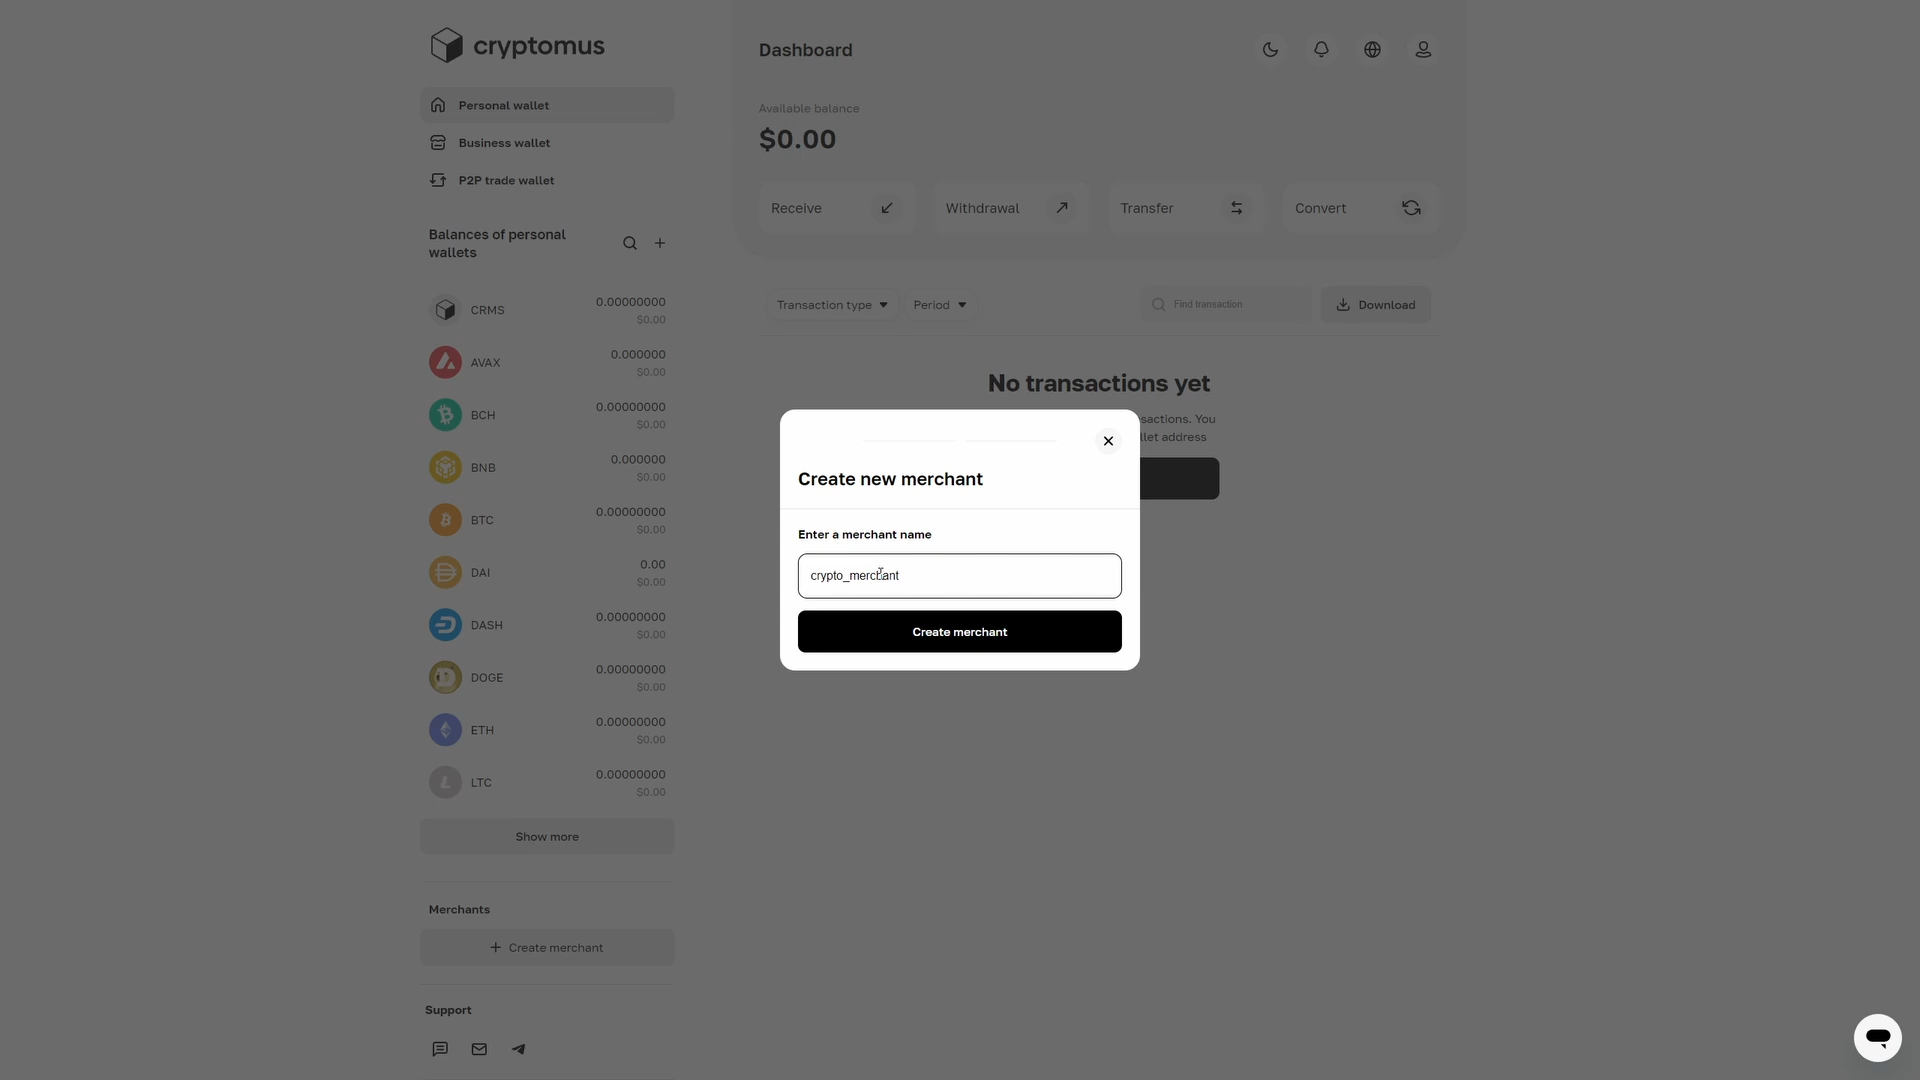 cryptomus
Personal wallet
Business wallet
P2P trade wallet
Balances of personal
wallets
CRMS
0.00000000
$0.00
AVAX
0.000000
$0.00
BCH
0.00000000
$0.00
BNB
0.000000
$0.00
BTC
0.00000000
$0.00
DAI
0.00
$0.00
DASH
0.00000000
$0.00
DOGE
0.00000000
$0.00
ETH
0.00000000
$0.00
LTC
0.00000000
$0.00
Show more
Merchants
Create merchant
Support
Dashboard
Available balance
$0.00
Receive
Withdrawal
Transfer
Convert
Transaction type
Period
Find transaction
Download
No transactions yet
sactions. You
llet address
Create new merchant
Enter a merchant name
crypto_merchant
Create merchant